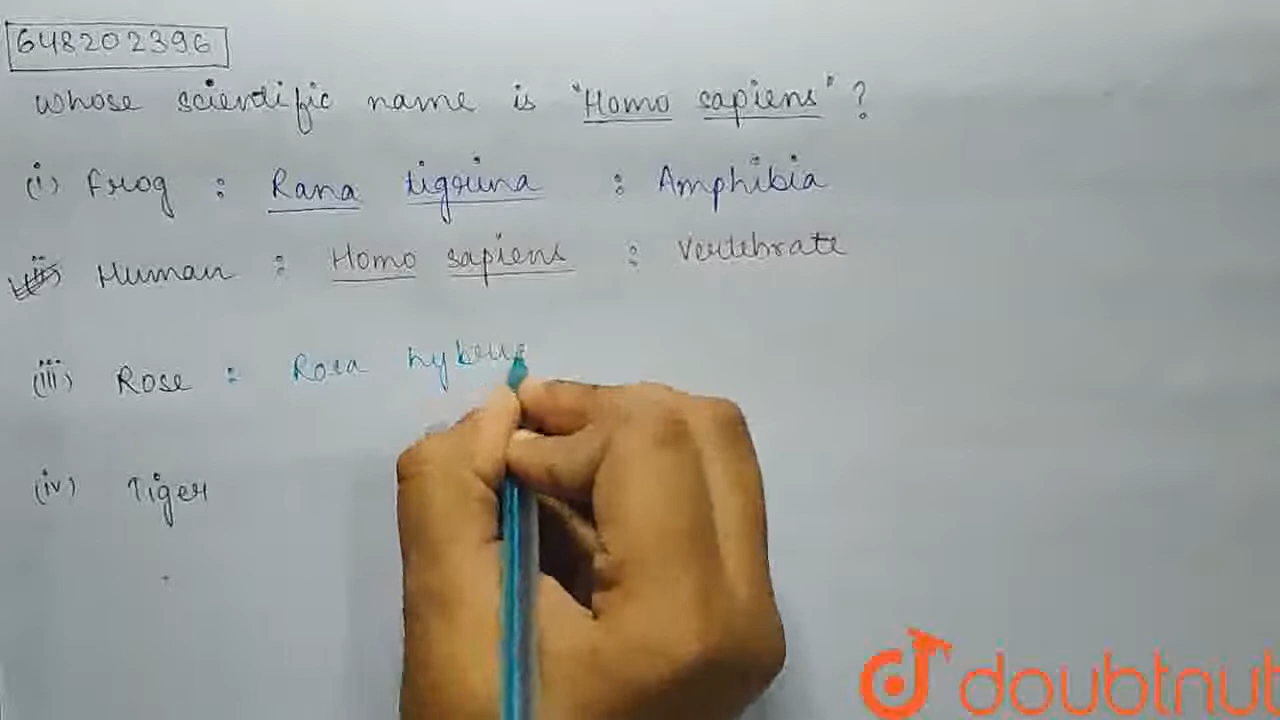 648202396
Whose scientific name is "Homo sapiens" ?
(i) Frog : Rana tigrina : Amphibia
(ii) Human : Homo sapiens : Vertebrate
(iii) Rose : Rosa
(iv) Tiger
doubtnut